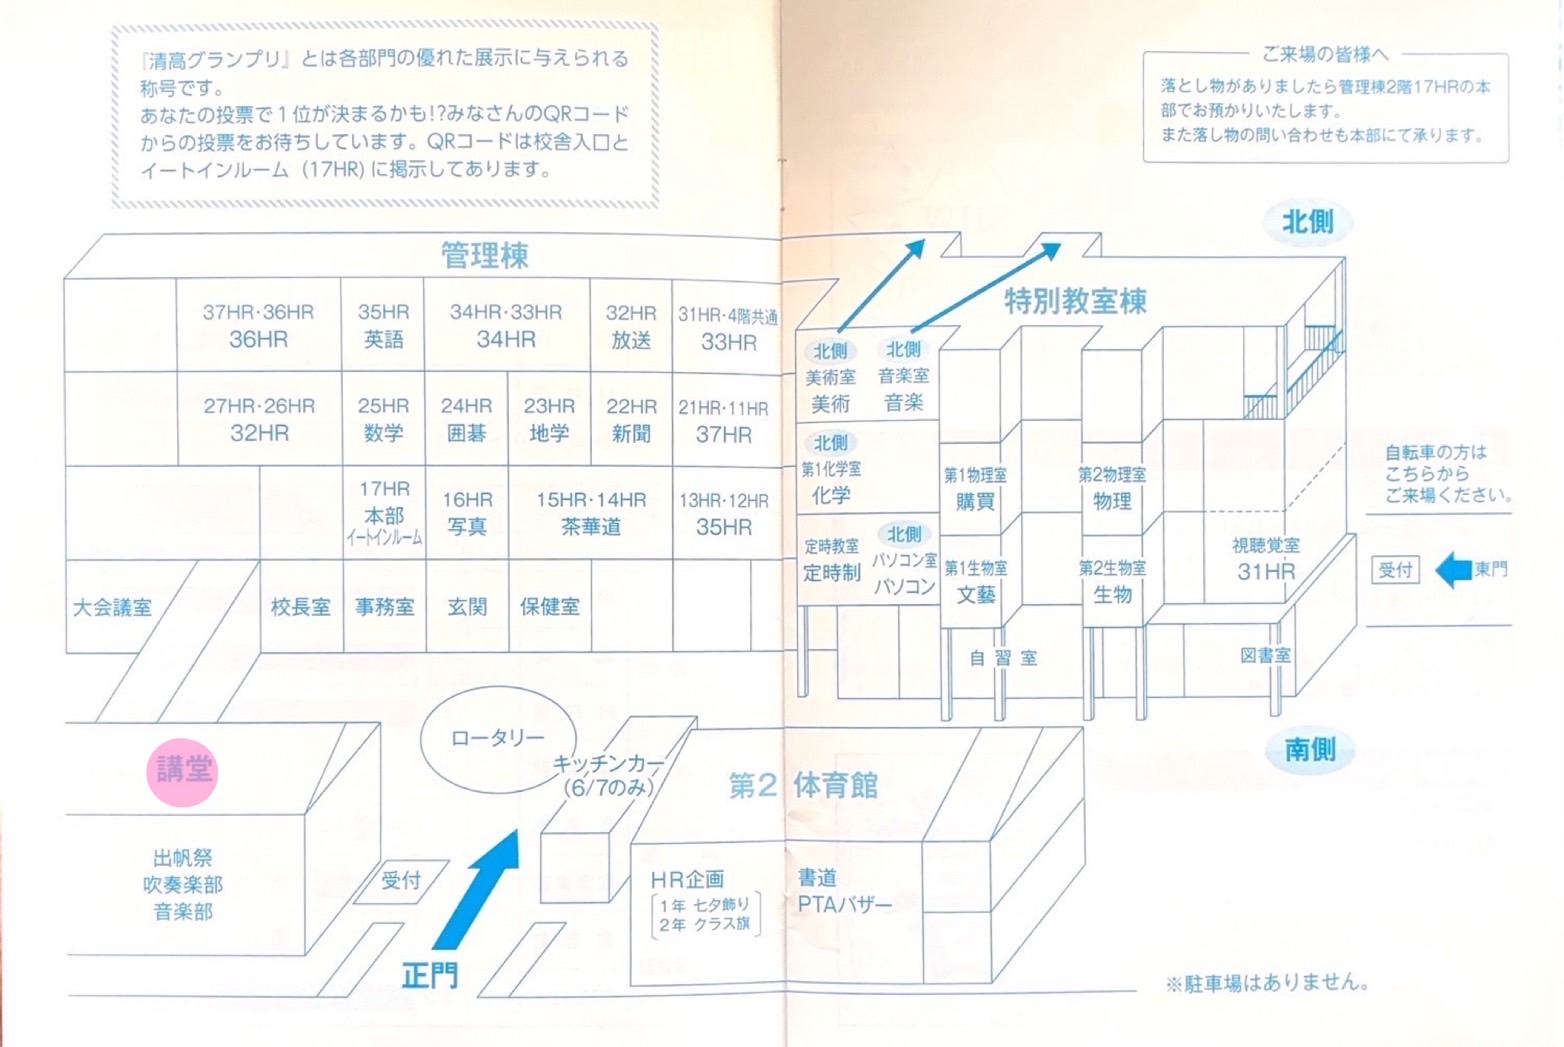 『清高グランプリ』とは各部門の優れた展示に与えられる
称号です。
あなたの投票で1位が決まるかも!?みなさんのQRコード
からの投票をお待ちしています。QRコードは校舎入口と
イートインルーム（17HR）に掲示してあります。
ご来場の皆様へ
落とし物がありましたら管理棟2階17HRの本
部でお預かりいたします。
また落し物の問い合わせも本部にて承ります。
北側
管理棟
37HR・36HR
36HR
35HR
英語
34HR・33HR
34HR
32HR
放送
31HR・4階共通
33HR
27HR・26HR
32HR
25HR
数学
24HR
囲碁
23HR
地学
22HR
新聞
21HR・11HR
37HR
17HR
本部
イートインルーム
16HR
写真
15HR・14HR
茶華道
13HR・12HR
35HR
大会議室
校長室
事務室
玄関
保健室
特別教室棟
北側
美術室
美術
北側
音楽室
音楽
北側
第1化学室
化学
第1物理室
購買
第2物理室
物理
定時教室
定時制
北側
パソコン室
パソコン
第1生物室
文藝
第2生物室
生物
視聴覚室
31HR
自習室
図書室
自転車の方は
こちらから
ご来場ください。
受付
東門
南側
講堂
出帆祭
吹奏楽部
音楽部
受付
ロータリー
キッチンカー
（6/7のみ）
正門
第2 体育館
HR企画
1年 七夕飾り
2年 クラス旗
書道
PTAバザー
※駐車場はありません。